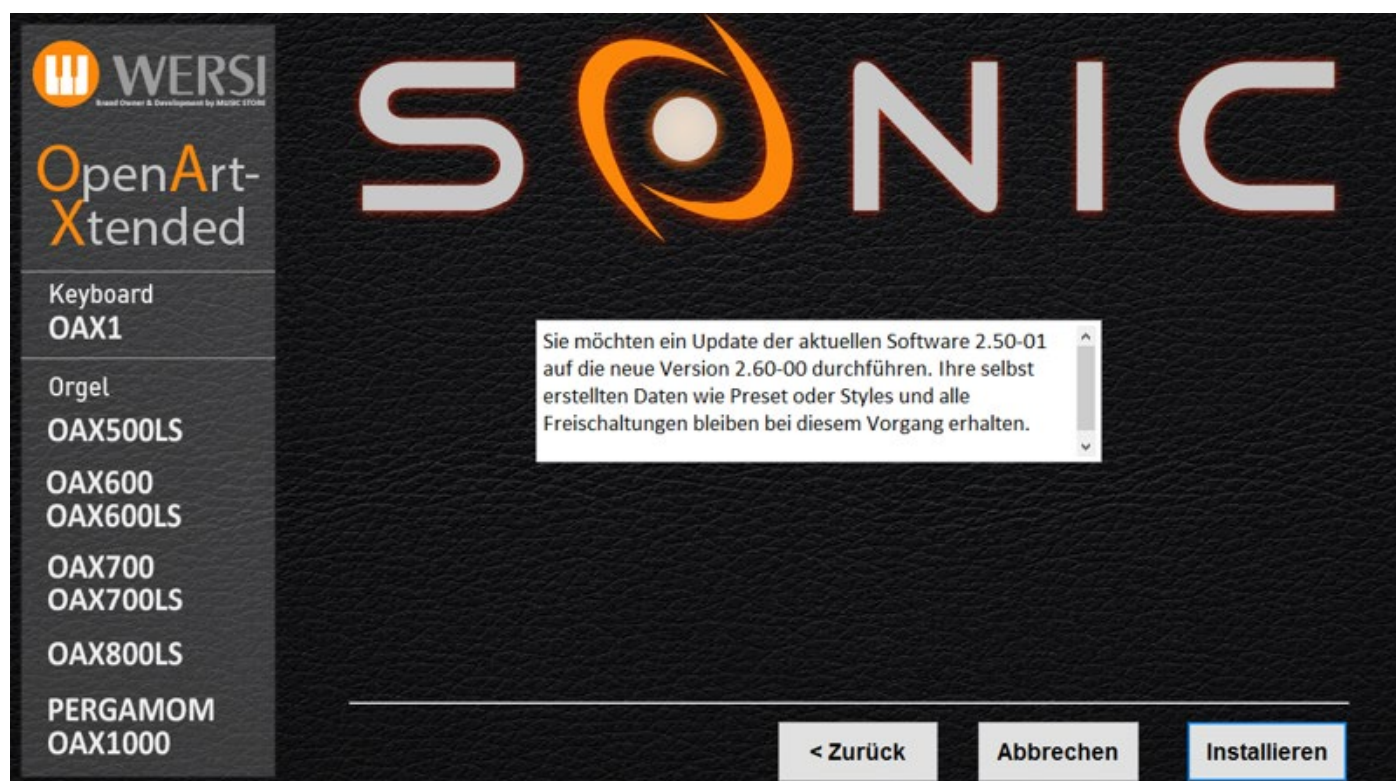 WERSI
Brand Owner & Development by MUSIC STORE
OpenArt-
Xtended
Keyboard
OAX1
Orgel
OAX500LS
OAX600
OAX600LS
OAX700
OAX700LS
OAX800LS
PERGAMOM
OAX1000
SONIC
Sie möchten ein Update der aktuellen Software 2.50-01
auf die neue Version 2.60-00 durchführen. Ihre selbst
erstellten Daten wie Preset oder Styles und alle
Freischaltungen bleiben bei diesem Vorgang erhalten.
< Zurück
Abbrechen
Installieren